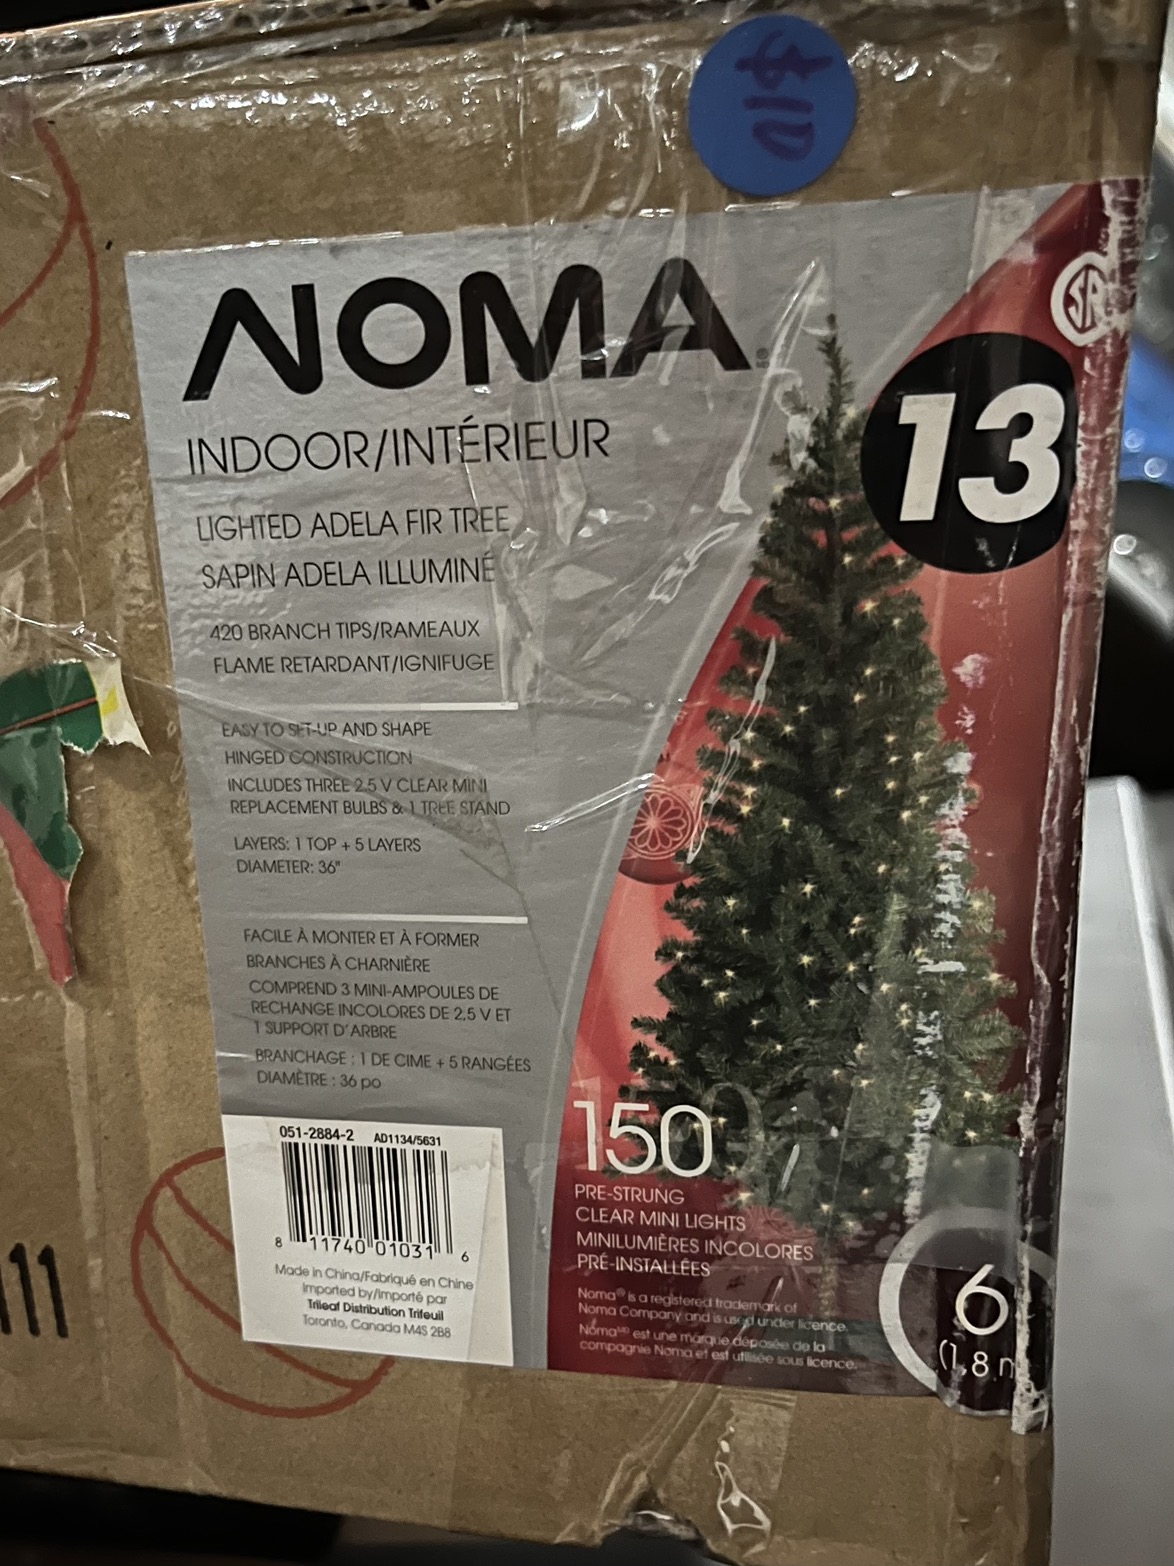 $10
NOMA®
INDOOR/INTÉRIEUR
LIGHTED ADELA FIR TREE
SAPIN ADELA ILLUMINÉ
420 BRANCH TIPS/RAMEAUX
FLAME RETARDANT/IGNIFUGE
13
EASY TO SET-UP AND SHAPE
HINGED CONSTRUCTION
INCLUDES THREE 2.5 V CLEAR MINI
REPLACEMENT BULBS & 1 TREE STAND
LAYERS: 1 TOP + 5 LAYERS
DIAMETER: 36"
FACILE À MONTER ET À FORMER
BRANCHES À CHARNIÈRE
COMPREND 3 MINI-AMPOULES DE
RECHANGE INCOLORES DE 2,5 V ET
1 SUPPORT D'ARBRE
BRANCHAGE : 1 DE CIME + 5 RANGÉES
DIAMÈTRE : 36 po
051-2884-2 AD1134/5631
8 11740 01031 6
Made in China/Fabriqué en Chine
Imported by/Importé par
Trileaf Distribution Trifeuil
Toronto, Canada M4S 2B8
150
PRE-STRUNG
CLEAR MINI LIGHTS
MINILUMIÈRES INCOLORES
PRÉ-INSTALLÉES
Noma® is a registered trademark of
Noma Company and is used under licence.
Noma MD est une marque déposée de la
compagnie Noma et est utilisée sous licence.
6
(1,8 m
11